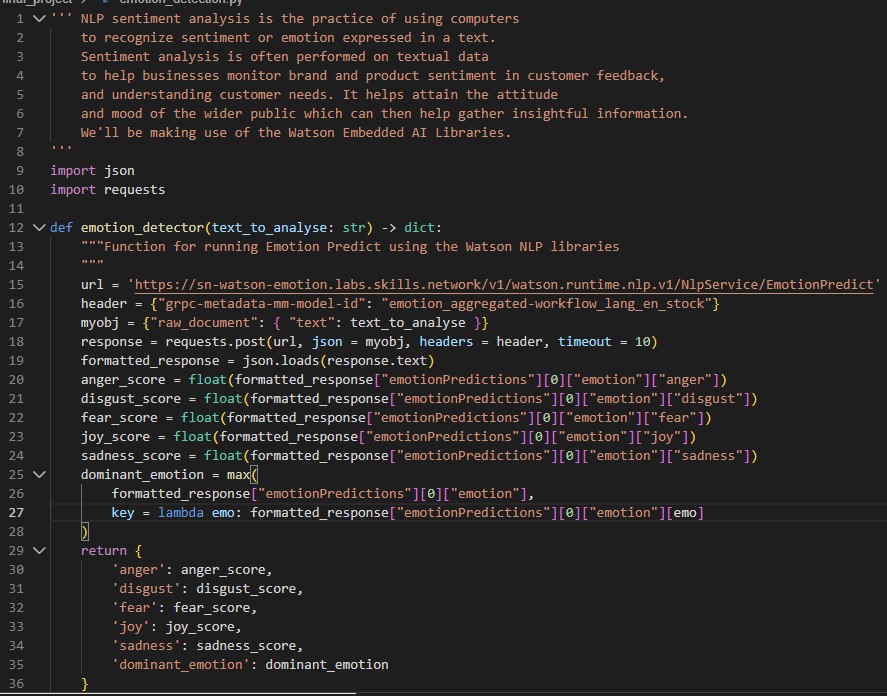 final_project > emotion_detection.py
1 ''' NLP sentiment analysis is the practice of using computers
2     to recognize sentiment or emotion expressed in a text.
3     Sentiment analysis is often performed on textual data
4     to help businesses monitor brand and product sentiment in customer feedback,
5     and understanding customer needs. It helps attain the attitude
6     and mood of the wider public which can then help gather insightful information.
7     We'll be making use of the Watson Embedded AI Libraries.
8 '''
9 import json
10 import requests
11
12 def emotion_detector(text_to_analyse: str) -> dict:
13     """Function for running Emotion Predict using the Watson NLP libraries
14     """
15     url = 'https://sn-watson-emotion.labs.skills.network/v1/watson.runtime.nlp.v1/NlpService/EmotionPredict'
16     header = {"grpc-metadata-mm-model-id": "emotion_aggregated-workflow_lang_en_stock"}
17     myobj = {"raw_document": { "text": text_to_analyse }}
18     response = requests.post(url, json = myobj, headers = header, timeout = 10)
19     formatted_response = json.loads(response.text)
20     anger_score = float(formatted_response["emotionPredictions"][0]["emotion"]["anger"])
21     disgust_score = float(formatted_response["emotionPredictions"][0]["emotion"]["disgust"])
22     fear_score = float(formatted_response["emotionPredictions"][0]["emotion"]["fear"])
23     joy_score = float(formatted_response["emotionPredictions"][0]["emotion"]["joy"])
24     sadness_score = float(formatted_response["emotionPredictions"][0]["emotion"]["sadness"])
25     dominant_emotion = max(
26         formatted_response["emotionPredictions"][0]["emotion"],
27         key = lambda emo: formatted_response["emotionPredictions"][0]["emotion"][emo]
28     )
29     return {
30         'anger': anger_score,
31         'disgust': disgust_score,
32         'fear': fear_score,
33         'joy': joy_score,
34         'sadness': sadness_score,
35         'dominant_emotion': dominant_emotion
36     }